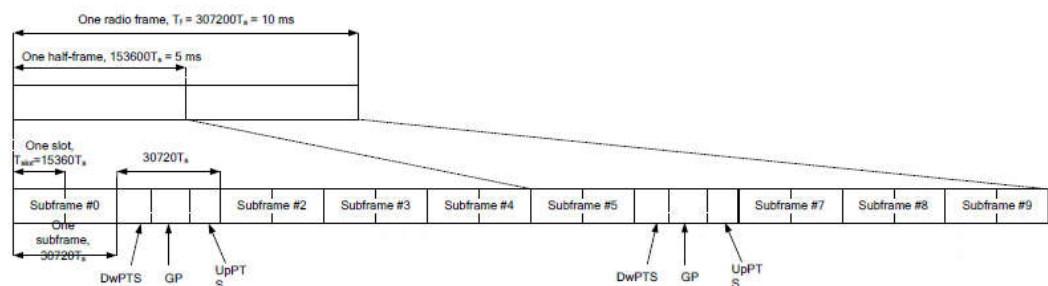 One radio frame, Tf = 307200Ts = 10 ms
One half-frame, 153600Ts = 5 ms
One slot,
Tslot=15360Ts
30720Ts
Subframe #0
Subframe #2
Subframe #3
Subframe #4
Subframe #5
Subframe #7
Subframe #8
Subframe #9
One
subframe,
30720Ts
DwPTS
GP
UpPT
S
DwPTS
GP
UpPT
S